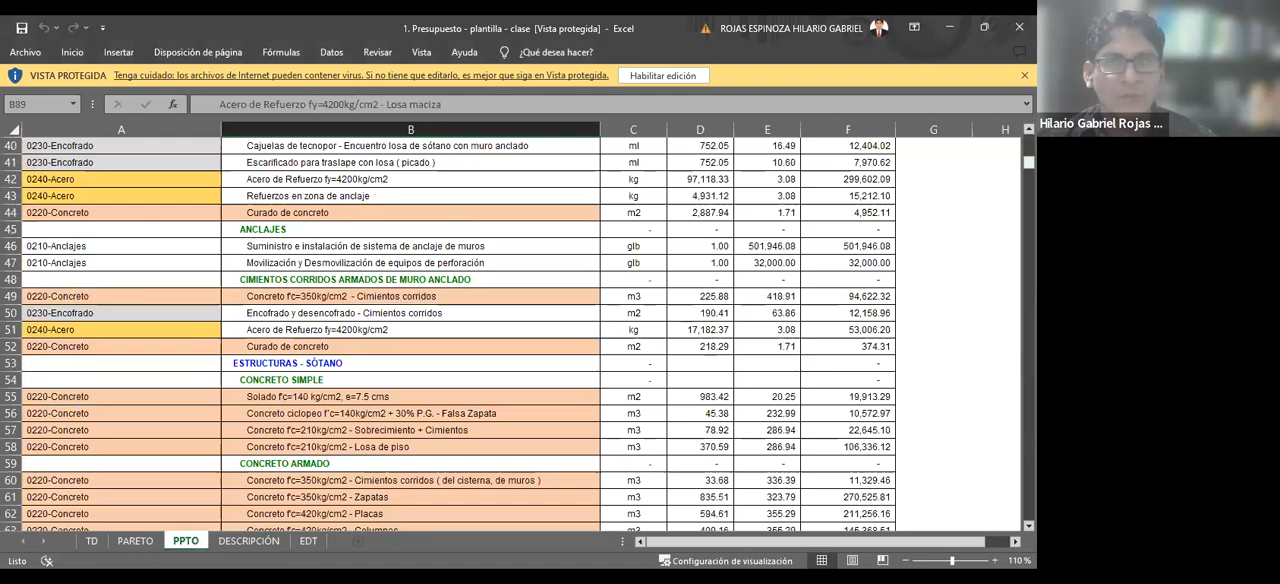 1. Presupuesto - plantilla - clase [Vista protegida] - Excel
ROJAS ESPINOZA HILARIO GABRIEL
Archivo Inicio Insertar Disposición de página Fórmulas Datos Revisar Vista Ayuda ¿Qué desea hacer?
VISTA PROTEGIDA Tenga cuidado: los archivos de Internet pueden contener virus. Si no tiene que editarlo, es mejor que siga en Vista protegida. Habilitar edición
B89 fx Acero de Refuerzo fy=4200kg/cm2 - Losa maciza
Hilario Gabriel Rojas ...
A B C D E F G H
40 0230-Encofrado Cajuelas de tecnopor - Encuentro losa de sótano con muro anclado ml 752.05 16.49 12,404.02
41 0230-Encofrado Escarificado para traslape con losa ( picado ) ml 752.05 10.60 7,970.62
42 0240-Acero Acero de Refuerzo fy=4200kg/cm2 kg 97,118.33 3.08 299,602.09
43 0240-Acero Refuerzos en zona de anclaje kg 4,931.12 3.08 15,212.10
44 0220-Concreto Curado de concreto m2 2,887.94 1.71 4,952.11
45 ANCLAJES - - - -
46 0210-Anclajes Suministro e instalación de sistema de anclaje de muros glb 1.00 501,946.08 501,946.08
47 0210-Anclajes Movilización y Desmovilización de equipos de perforación glb 1.00 32,000.00 32,000.00
48 CIMIENTOS CORRIDOS ARMADOS DE MURO ANCLADO - - - -
49 0220-Concreto Concreto f'c=350kg/cm2 - Cimientos corridos m3 225.88 418.91 94,622.32
50 0230-Encofrado Encofrado y desencofrado - Cimientos corridos m2 190.41 63.86 12,158.96
51 0240-Acero Acero de Refuerzo fy=4200kg/cm2 kg 17,182.37 3.08 53,006.20
52 0220-Concreto Curado de concreto m2 218.29 1.71 374.31
53 ESTRUCTURAS - SÓTANO - -
54 CONCRETO SIMPLE - -
55 0220-Concreto Solado f'c=140 kg/cm2, e=7.5 cms m2 983.42 20.25 19,913.29
56 0220-Concreto Concreto ciclopeo f'c=140kg/cm2 + 30% P.G. - Falsa Zapata m3 45.38 232.99 10,572.97
57 0220-Concreto Concreto f'c=210kg/cm2 - Sobrecimiento + Cimientos m3 78.92 286.94 22,645.10
58 0220-Concreto Concreto f'c=210kg/cm2 - Losa de piso m3 370.59 286.94 106,336.12
59 CONCRETO ARMADO - - - -
60 0220-Concreto Concreto f'c=350kg/cm2 - Cimientos corridos ( del cisterna, de muros ) m3 33.68 336.39 11,329.46
61 0220-Concreto Concreto f'c=350kg/cm2 - Zapatas m3 835.51 323.79 270,525.81
62 0220-Concreto Concreto f'c=420kg/cm2 - Placas m3 594.61 355.29 211,256.16
0220-Concreto Concreto f'c=420kg/cm2 - Columnas m3 355.29
TD PARETO PPTO DESCRIPCIÓN EDT
Listo Configuración de visualización 110 %